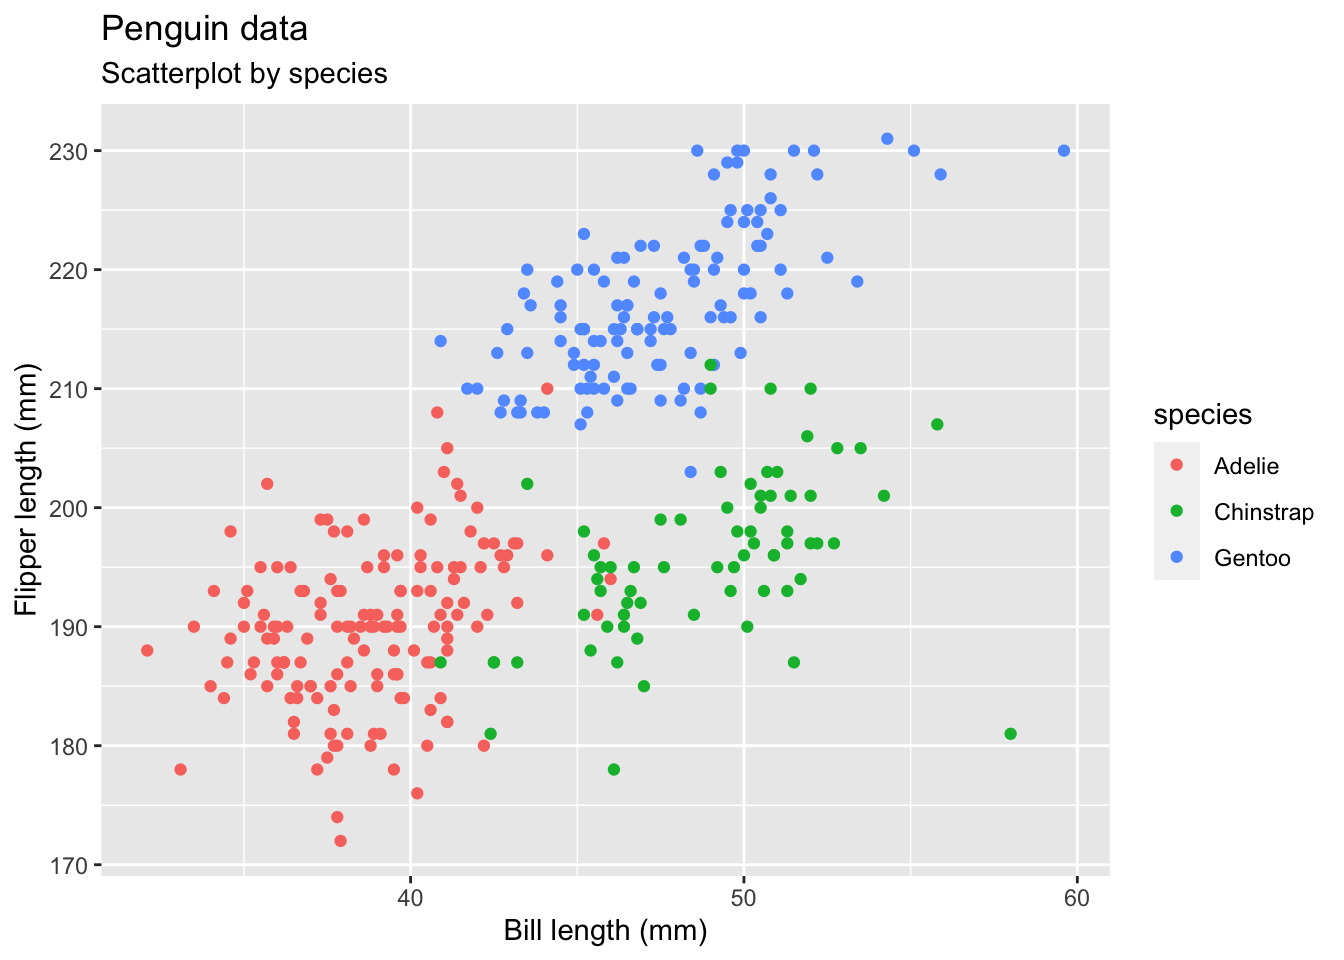 Penguin data
Scatterplot by species
Flipper length (mm)
230
220
210
200
190
180
170
40
50
60
Bill length (mm)
species
Adelie
Chinstrap
Gentoo